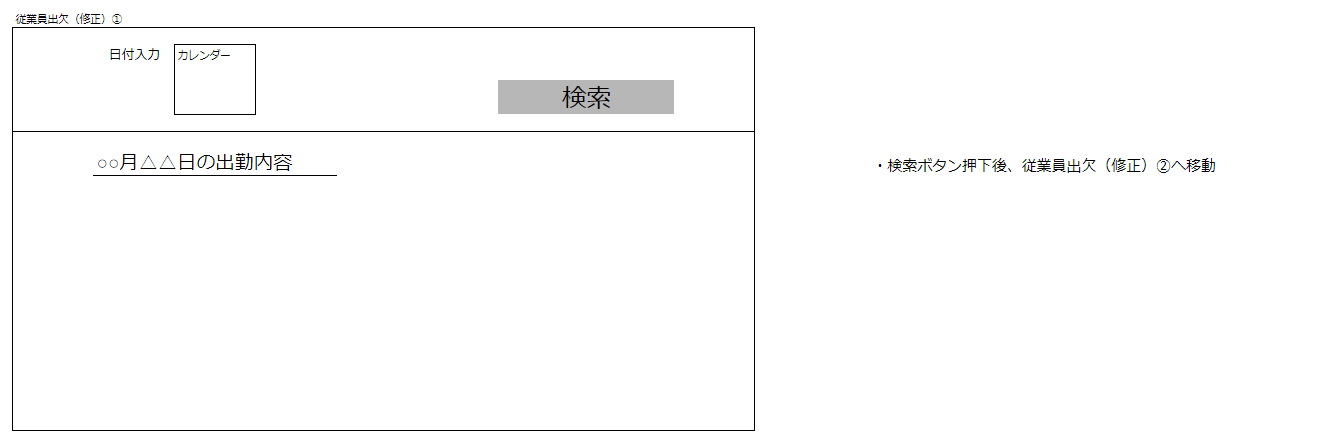 従業員出欠（修正）①
日付入力
カレンダー
検索
○○月△△日の出勤内容
・検索ボタン押下後、従業員出欠（修正）②へ移動